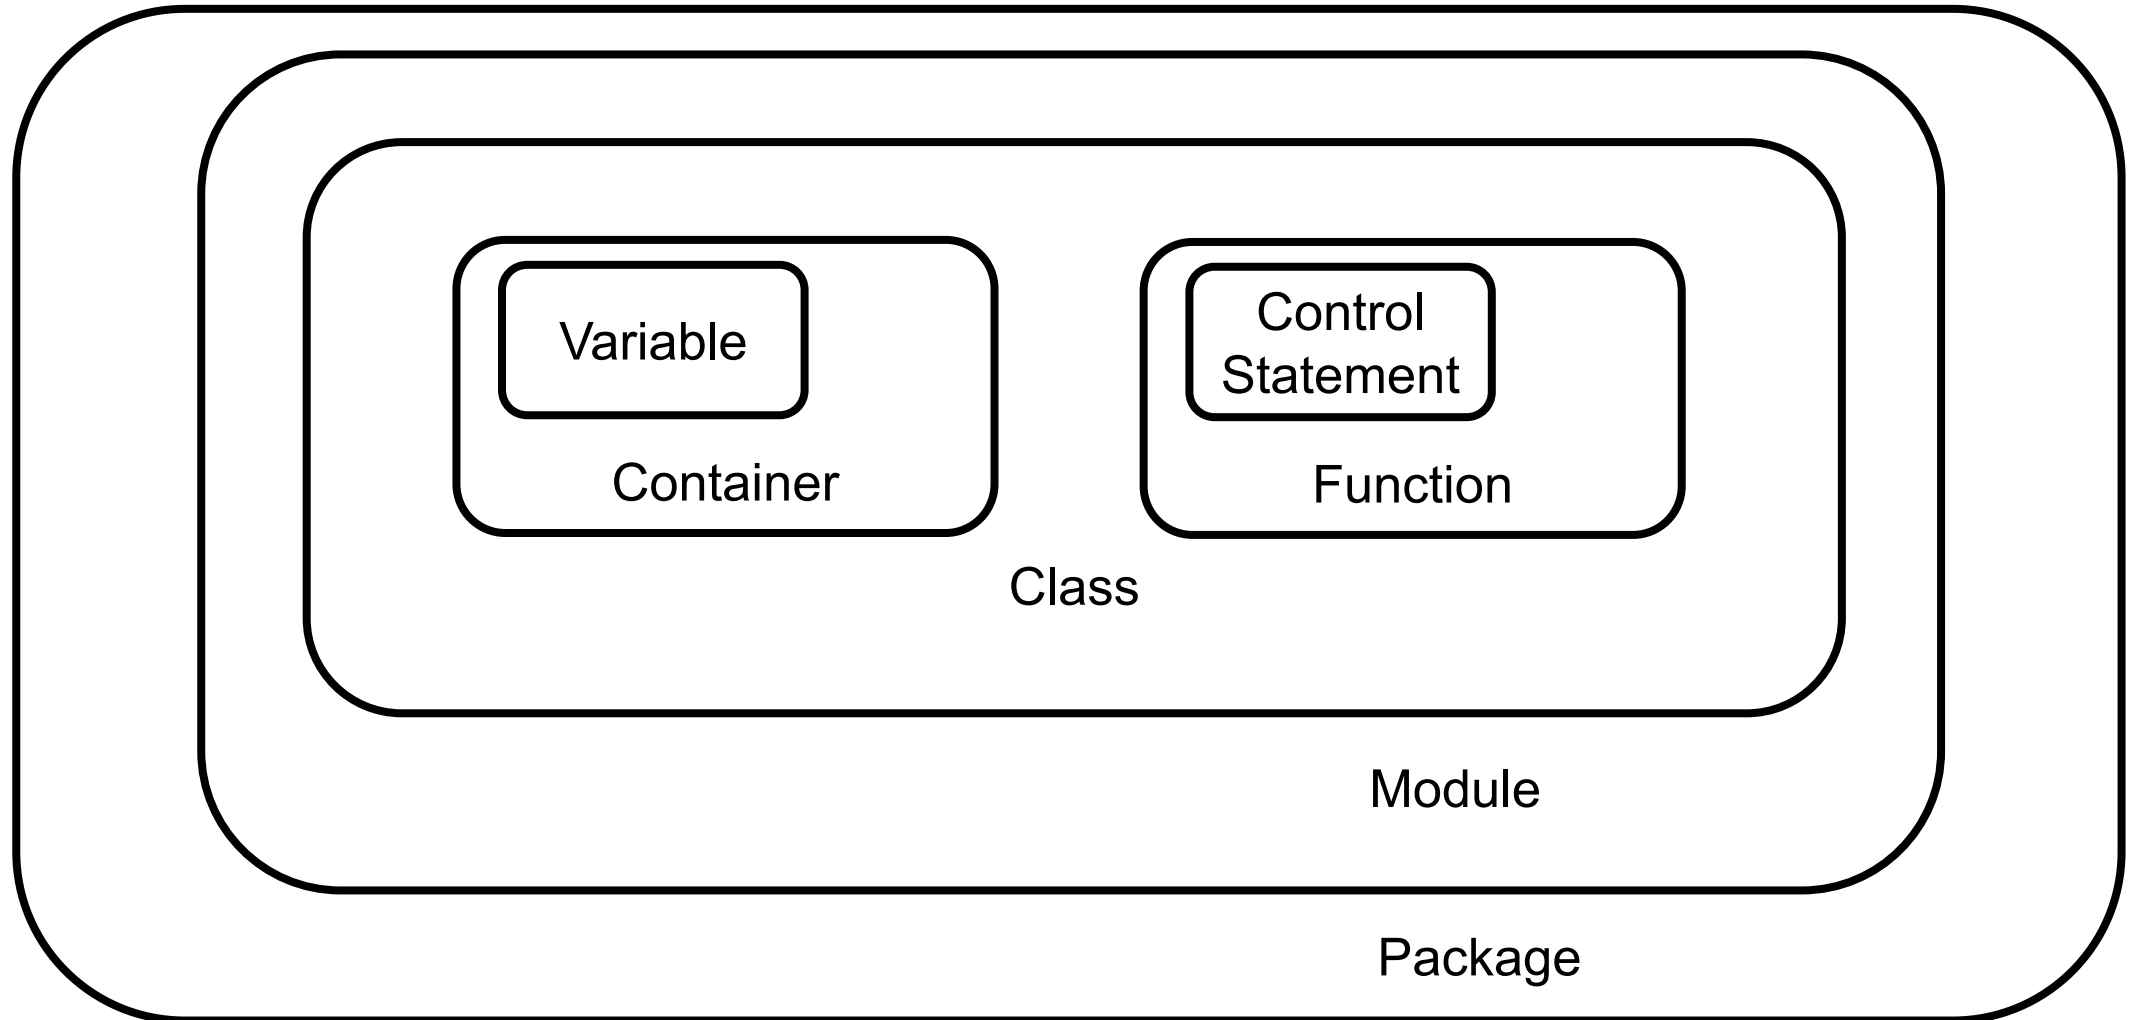 Variable
Control
Statement
Container
Function
Class
Module
Package